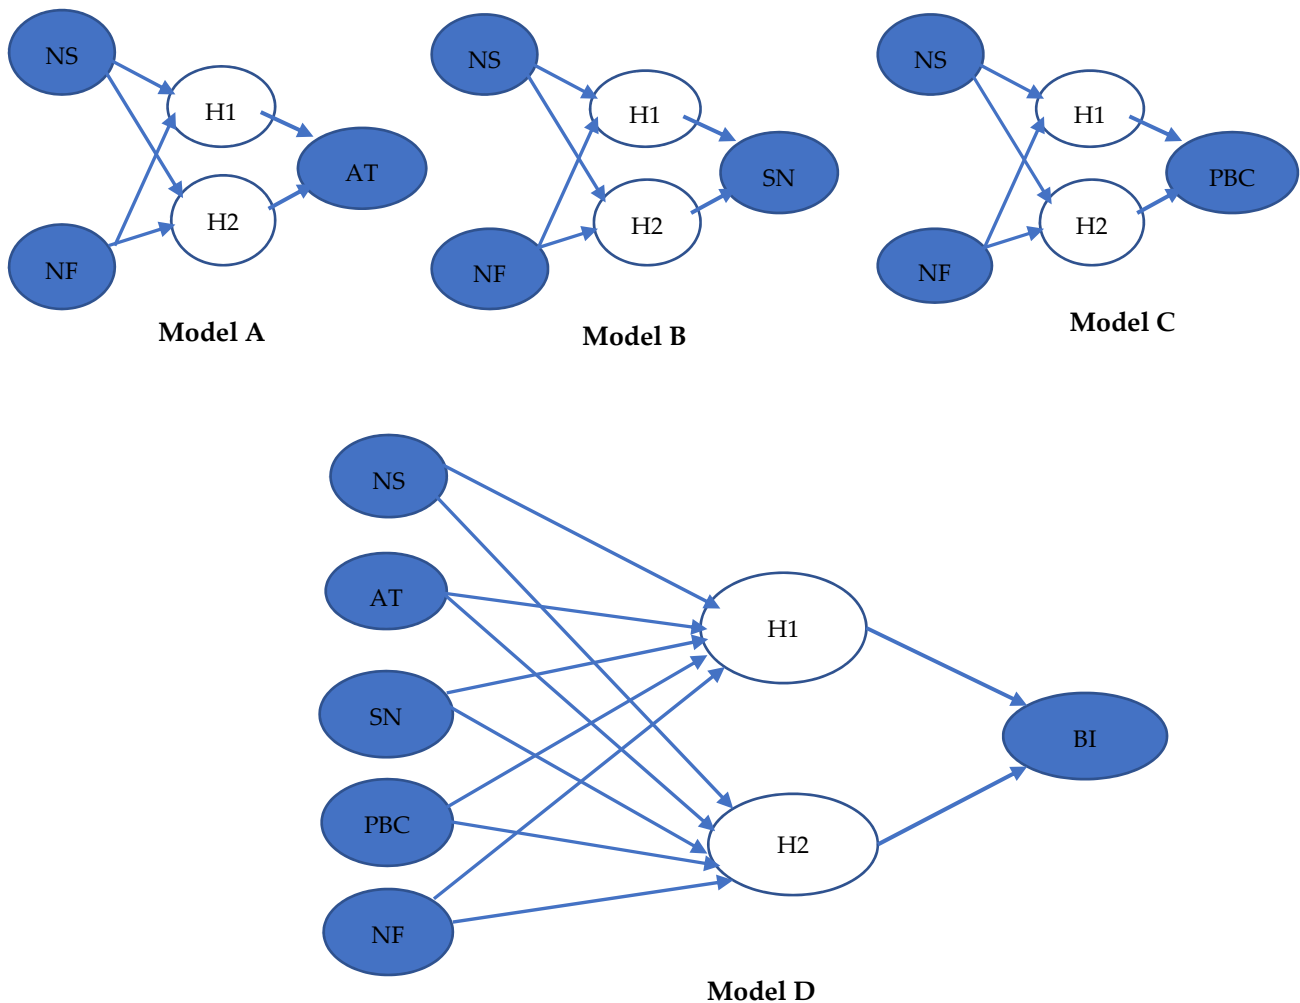 NS
H1
AT
H2
NF
Model A
NS
H1
SN
H2
NF
Model B
NS
H1
PBC
H2
NF
Model C
NS
AT
SN
PBC
NF
H1
H2
BI
Model D